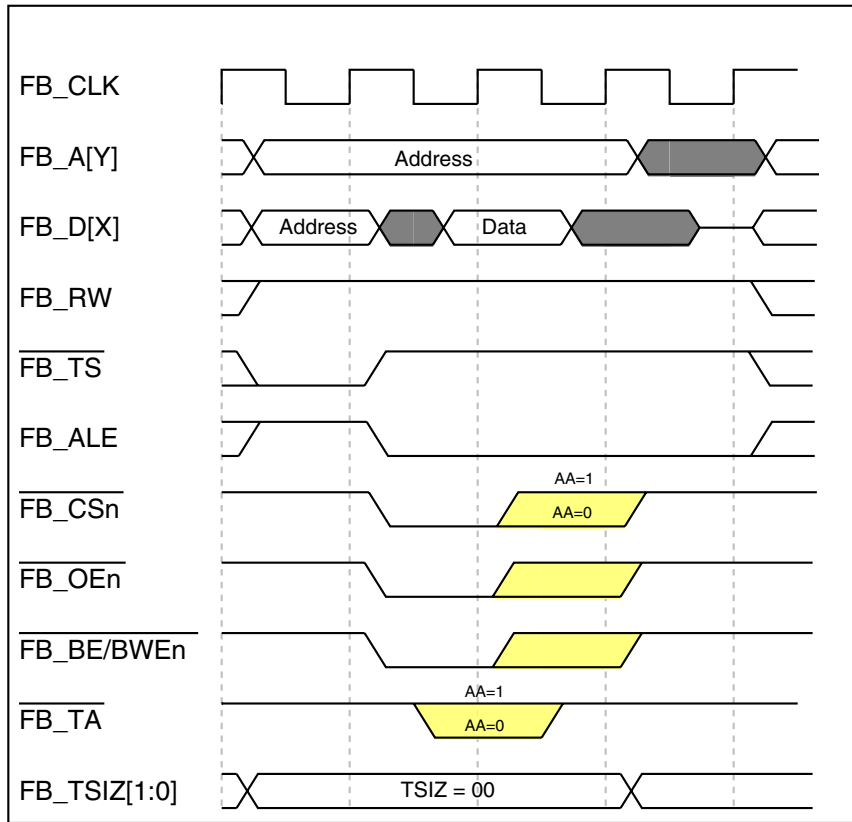 FB_CLK
FB_A[Y]
Address
FB_D[X]
Address
Data
FB_RW
FB_TS
FB_ALE
FB_CSn
AA=1
AA=0
FB_OEn
FB_BE/BWEn
FB_TA
AA=1
AA=0
FB_TSIZ[1:0]
TSIZ = 00